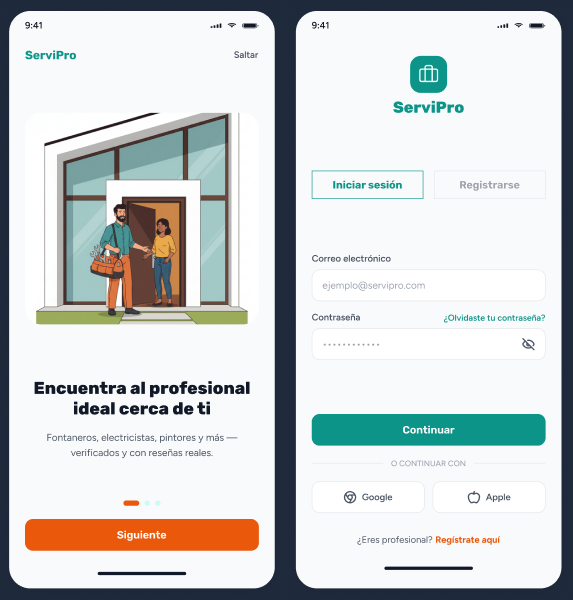 9:41
ServiPro
Saltar
Encuentra al profesional
ideal cerca de ti
Fontaneros, electricistas, pintores y más —
verificados y con reseñas reales.
Siguiente
9:41
ServiPro
Iniciar sesión
Registrarse
Correo electrónico
ejemplo@servipro.com
Contraseña
¿Olvidaste tu contraseña?
Continuar
O CONTINUAR CON
Google
Apple
¿Eres profesional? Regístrate aquí